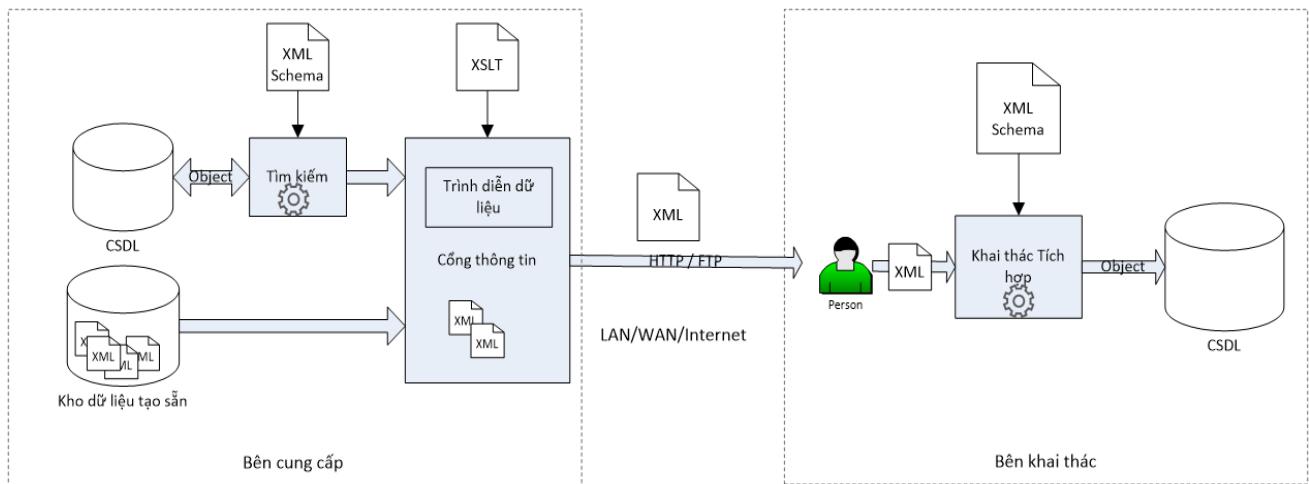 XML
Schema
XSLT
Object
Tìm kiếm
CSDL
Trình diễn dữ
liệu
Cổng thông tin
XML
XML
XML
XML
XML
XML
Kho dữ liệu tạo sẵn
Bên cung cấp
XML
HTTP / FTP
LAN/WAN/Internet
XML
Schema
Person
XML
Khai thác Tích
hợp
Object
CSDL
Bên khai thác